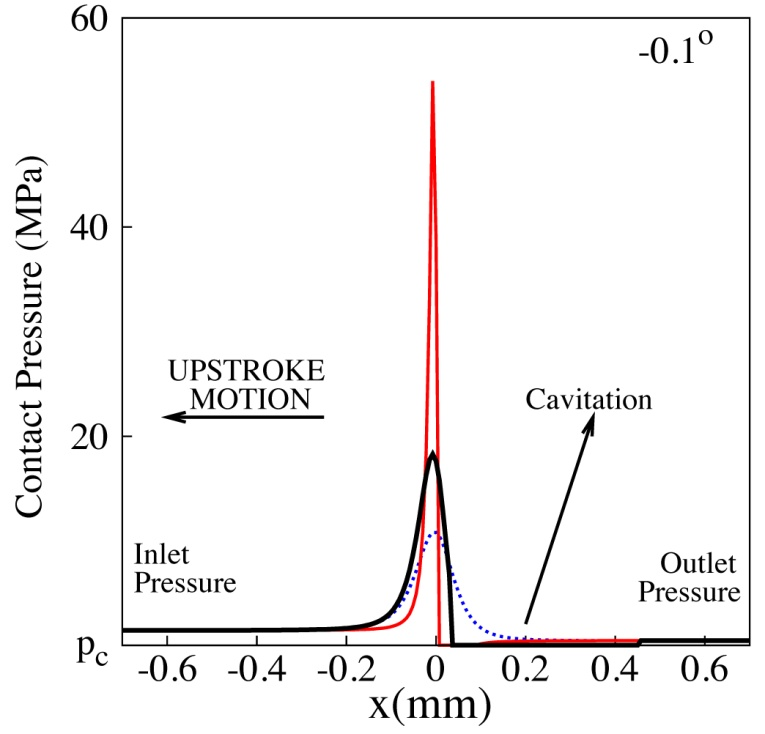 60
-0.1o
40
Contact Pressure (MPa)
UPSTROKE
MOTION
Cavitation
20
Inlet
Pressure
Outlet
Pressure
pc
-0.6 -0.4 -0.2 0 0.2 0.4 0.6
x(mm)